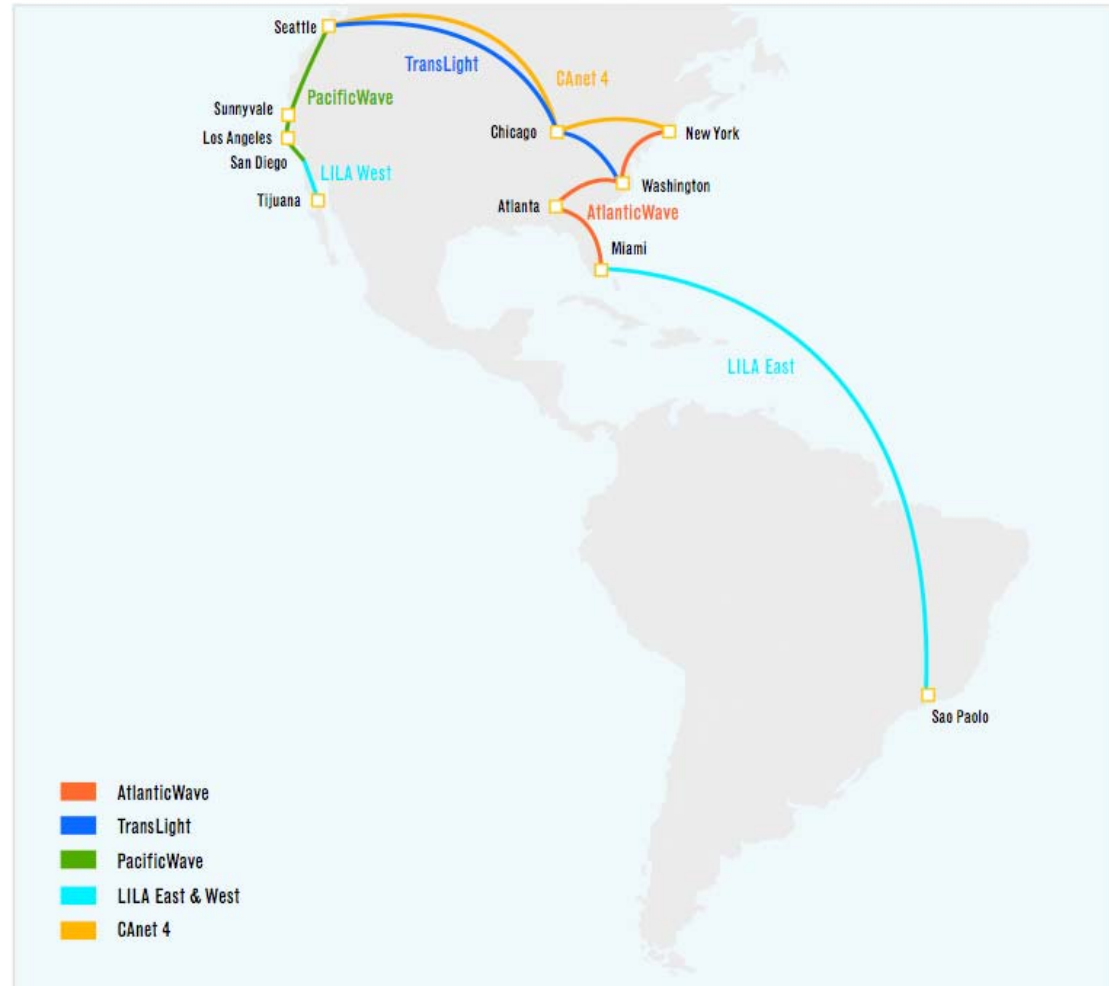 Seattle
TransLight
CAnet 4
PacificWave
Sunnyvale
Los Angeles
San Diego
LILA West
Tijuana
Chicago
New York
Washington
Atlanta
AtlanticWave
Miami
LILA East
Sao Paolo
AtlanticWave
TransLight
PacificWave
LILA East & West
CAnet 4